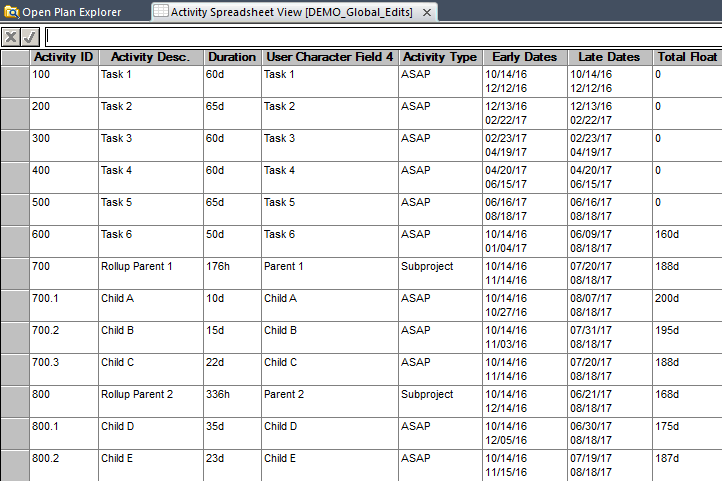 Open Plan Explorer Activity Spreadsheet View [DEMO_Global_Edits]
Activity ID Activity Desc. Duration User Character Field 4 Activity Type Early Dates Late Dates Total Float
100 Task 1 60d Task 1 ASAP 10/14/16 10/14/16 0
12/12/16 12/12/16
200 Task 2 65d Task 2 ASAP 12/13/16 12/13/16 0
02/22/17 02/22/17
300 Task 3 60d Task 3 ASAP 02/23/17 02/23/17 0
04/19/17 04/19/17
400 Task 4 60d Task 4 ASAP 04/20/17 04/20/17 0
06/15/17 06/15/17
500 Task 5 65d Task 5 ASAP 06/16/17 06/16/17 0
08/18/17 08/18/17
600 Task 6 50d Task 6 ASAP 10/14/16 06/09/17 160d
01/04/17 08/18/17
700 Rollup Parent 1 176h Parent 1 Subproject 10/14/16 07/20/17 188d
11/14/16 08/18/17
700.1 Child A 10d Child A ASAP 10/14/16 08/07/17 200d
10/27/16 08/18/17
700.2 Child B 15d Child B ASAP 10/14/16 07/31/17 195d
11/03/16 08/18/17
700.3 Child C 22d Child C ASAP 10/14/16 07/20/17 188d
11/14/16 08/18/17
800 Rollup Parent 2 336h Parent 2 Subproject 10/14/16 06/21/17 168d
12/14/16 08/18/17
800.1 Child D 35d Child D ASAP 10/14/16 06/30/17 175d
12/05/16 08/18/17
800.2 Child E 23d Child E ASAP 10/14/16 07/19/17 187d
11/15/16 08/18/17